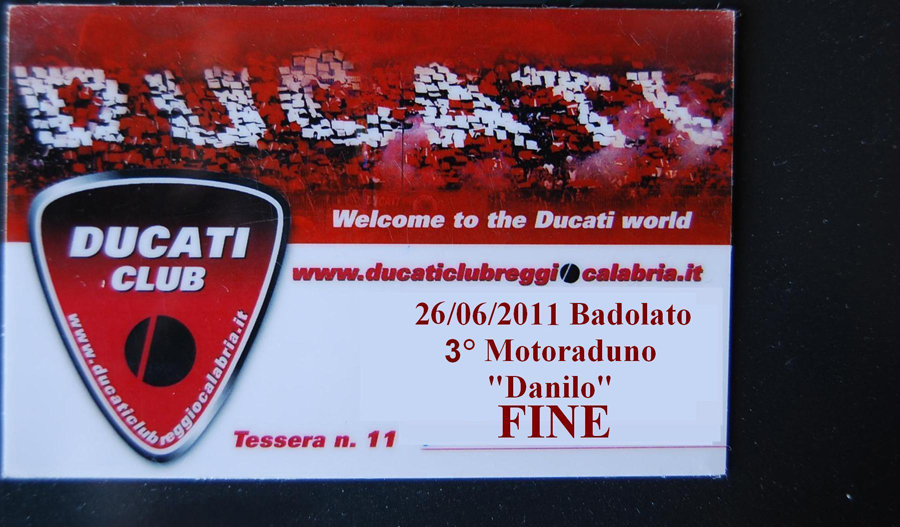 DUCATI
Welcome to the Ducati world
DUCATI
CLUB
www.ducaticlubreggiocalabria.it
www.ducaticlubreggiocalabria.it
26/06/2011 Badolato
3° Motoraduno
"Danilo"
FINE
Tessera n. 11